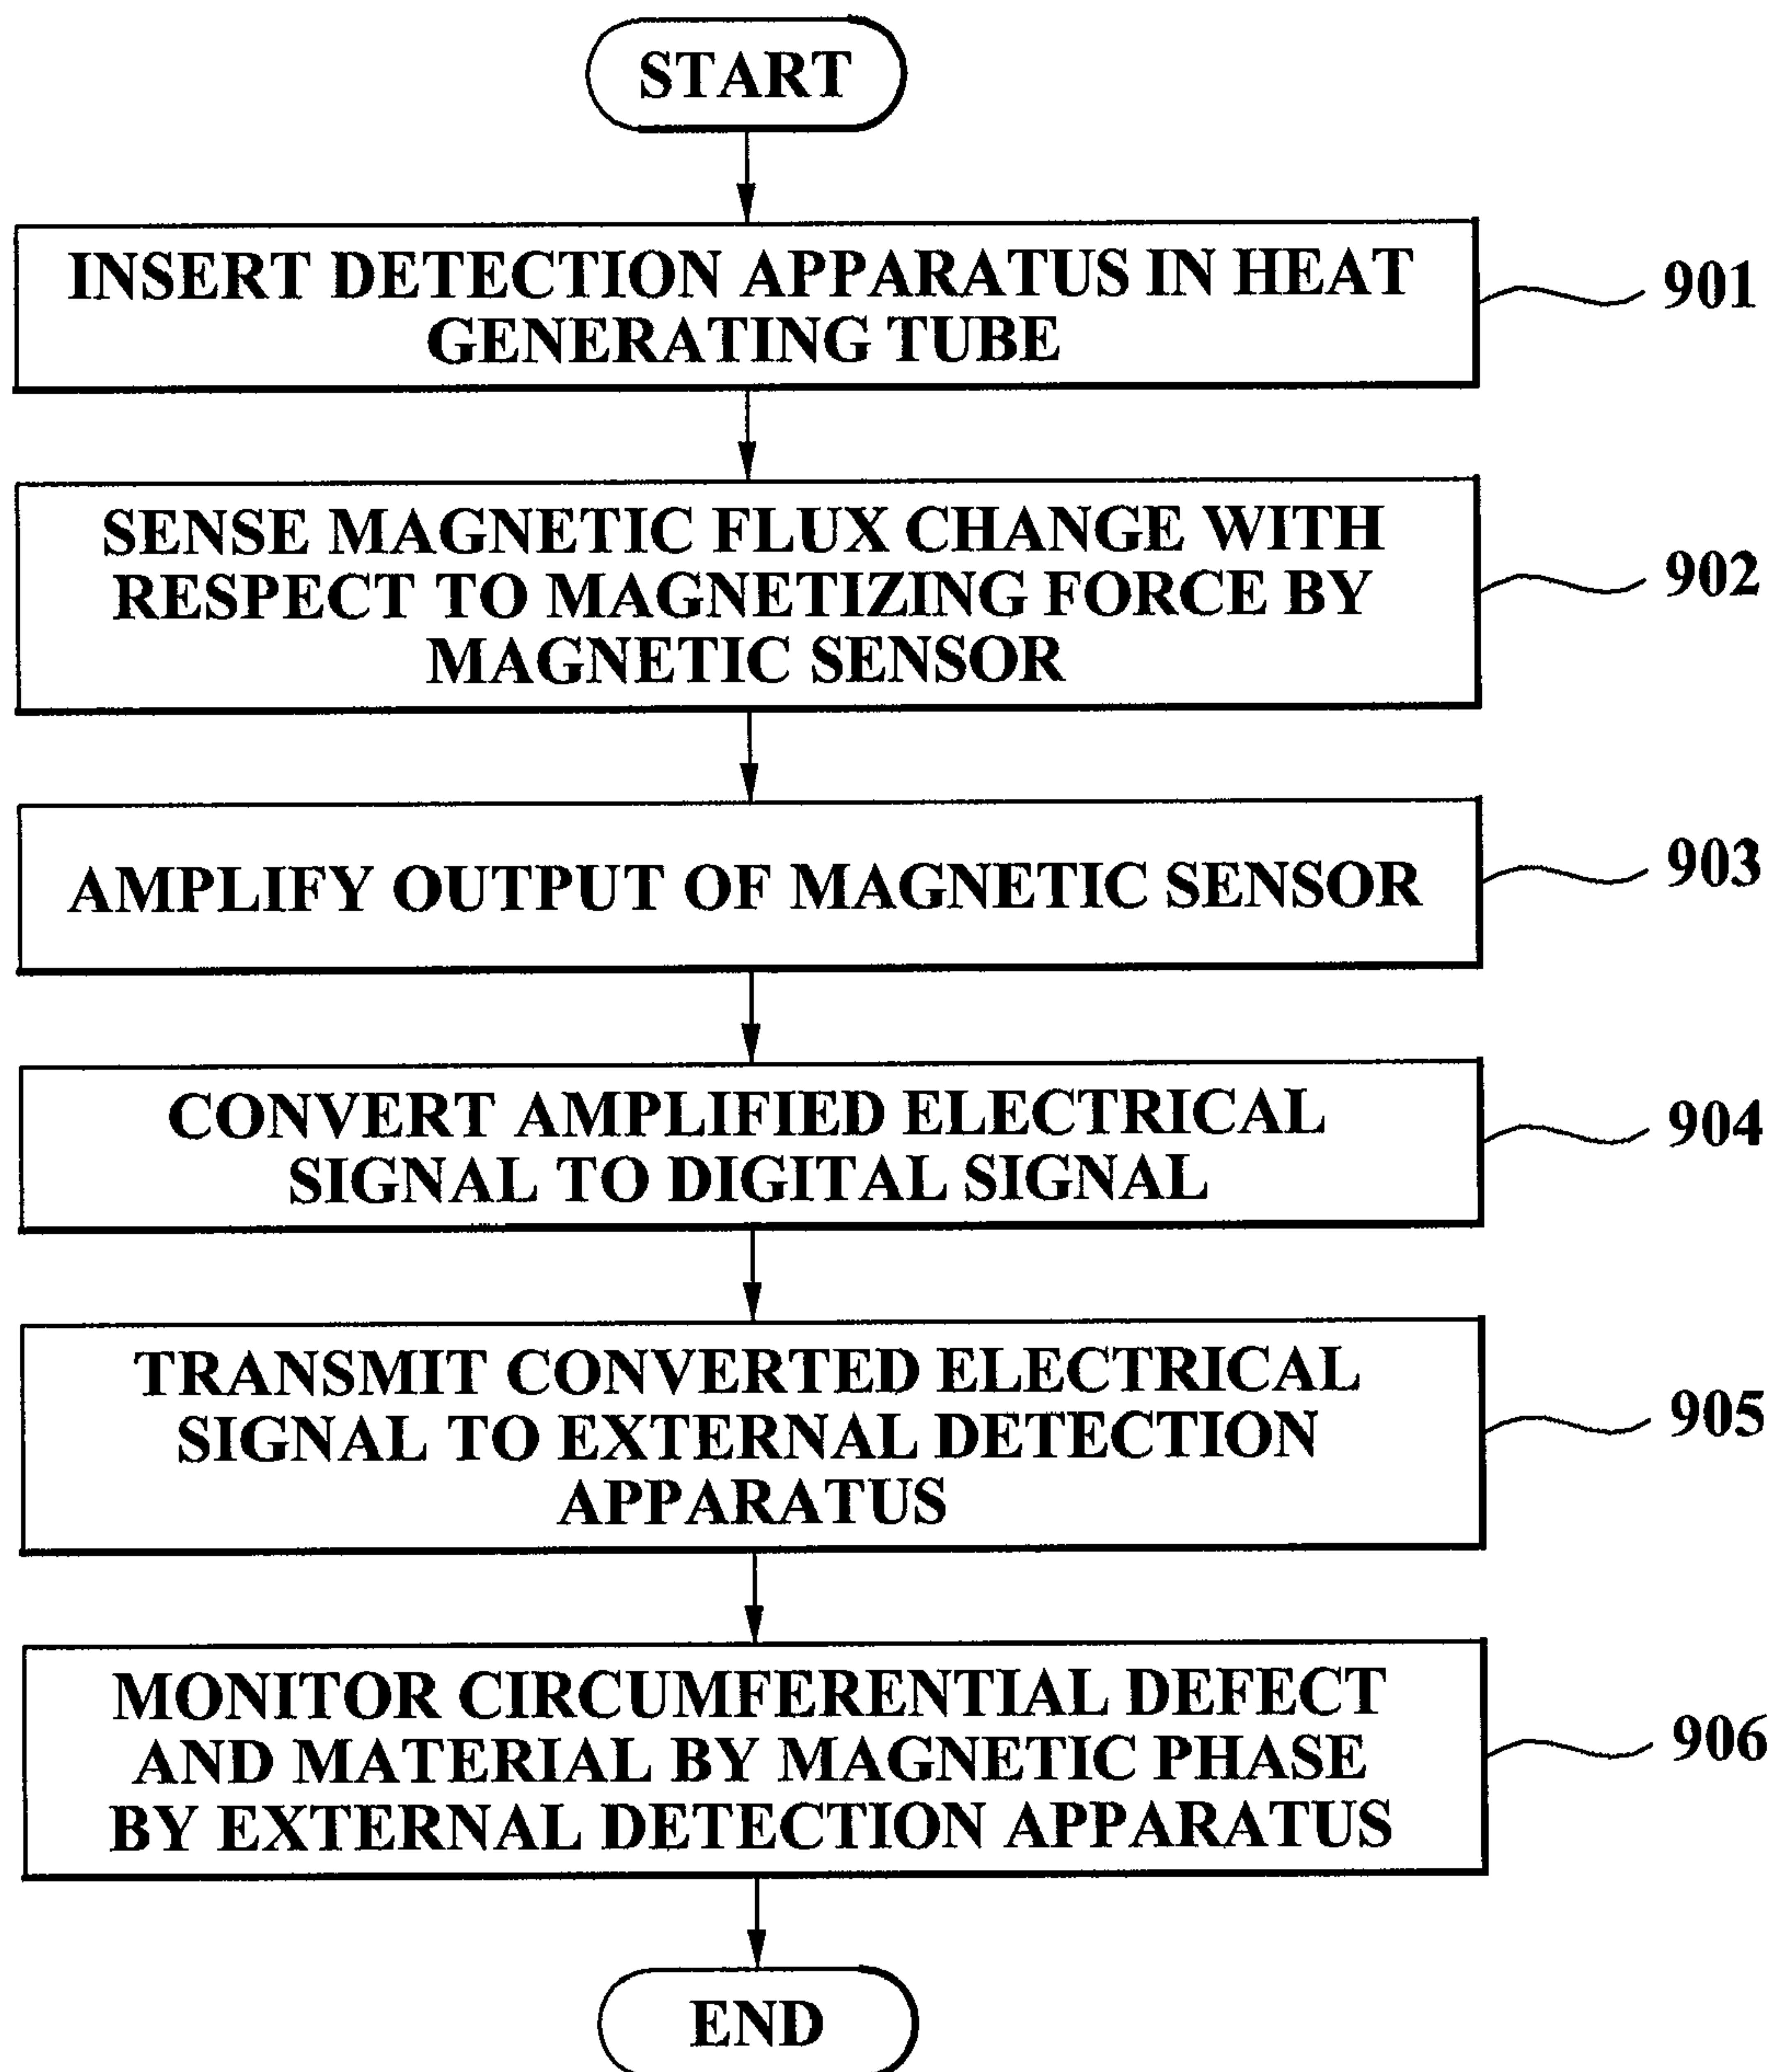 START
INSERT DETECTION APPARATUS IN HEAT
GENERATING TUBE
901
SENSE MAGNETIC FLUX CHANGE WITH
RESPECT TO MAGNETIZING FORCE BY
MAGNETIC SENSOR
902
AMPLIFY OUTPUT OF MAGNETIC SENSOR
903
CONVERT AMPLIFIED ELECTRICAL
SIGNAL TO DIGITAL SIGNAL
904
TRANSMIT CONVERTED ELECTRICAL
SIGNAL TO EXTERNAL DETECTION
APPARATUS
905
MONITOR CIRCUMFERENTIAL DEFECT
AND MATERIAL BY MAGNETIC PHASE
BY EXTERNAL DETECTION APPARATUS
906
END